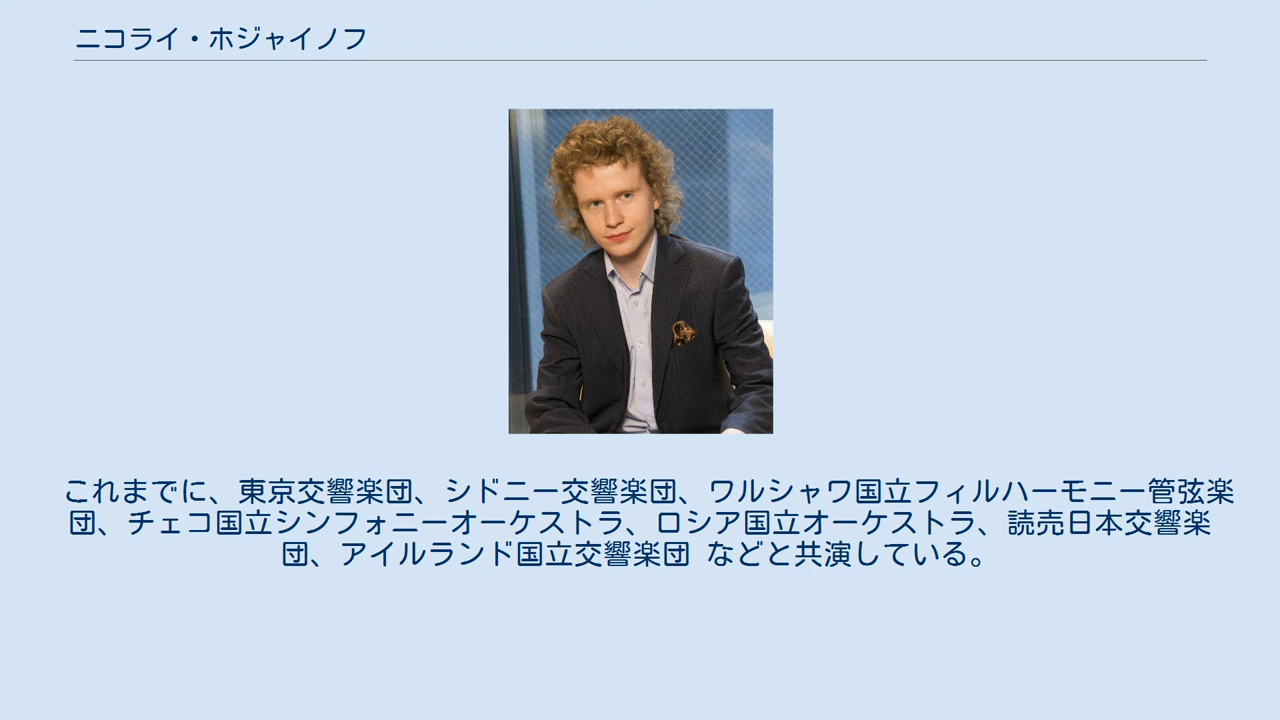 ニコライ・ホジャイノフ
これまでに、東京交響楽団、シドニー交響楽団、ワルシャワ国立フィルハーモニー管弦楽
団、チェコ国立シンフォニーオーケストラ、ロシア国立オーケストラ、読売日本交響楽
団、アイルランド国立交響楽団 などと共演している。